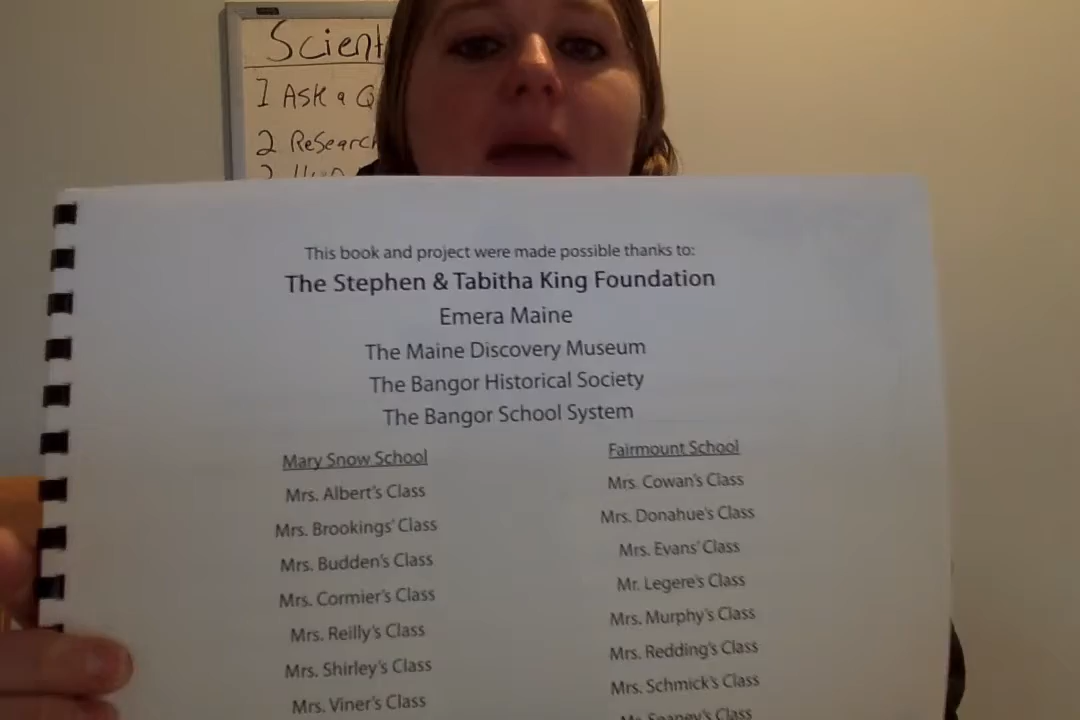 Scient
1 ASK a Q
2 Research
This book and project were made possible thanks to:
The Stephen & Tabitha King Foundation
Emera Maine
The Maine Discovery Museum
The Bangor Historical Society
The Bangor School System
Mary Snow School
Mrs. Albert's Class
Mrs. Brookings' Class
Mrs. Budden's Class
Mrs. Cormier's Class
Mrs. Reilly's Class
Mrs. Shirley's Class
Mrs. Viner's Class
Fairmount School
Mrs. Cowan's Class
Mrs. Donahue's Class
Mrs. Evans' Class
Mr. Legere's Class
Mrs. Murphy's Class
Mrs. Redding's Class
Mrs. Schmick's Class
Class